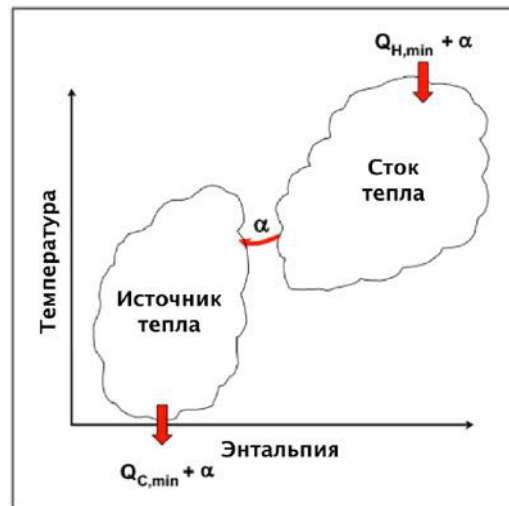 Q_H,min + α
Сток
тепла
α
Температура
Источник
тепла
Энтальпия
Q_C,min + α